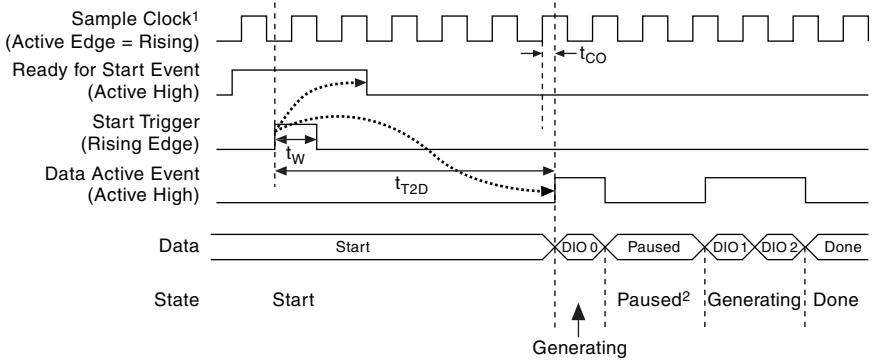 Sample Clock¹
(Active Edge = Rising)
tCO
Ready for Start Event
(Active High)
Start Trigger
(Rising Edge)
tW
Data Active Event
(Active High)
tT2D
Data
Start
DIO 0
Paused
DIO 1
DIO 2
Done
State
Start
Paused²
Generating
Done
Generating